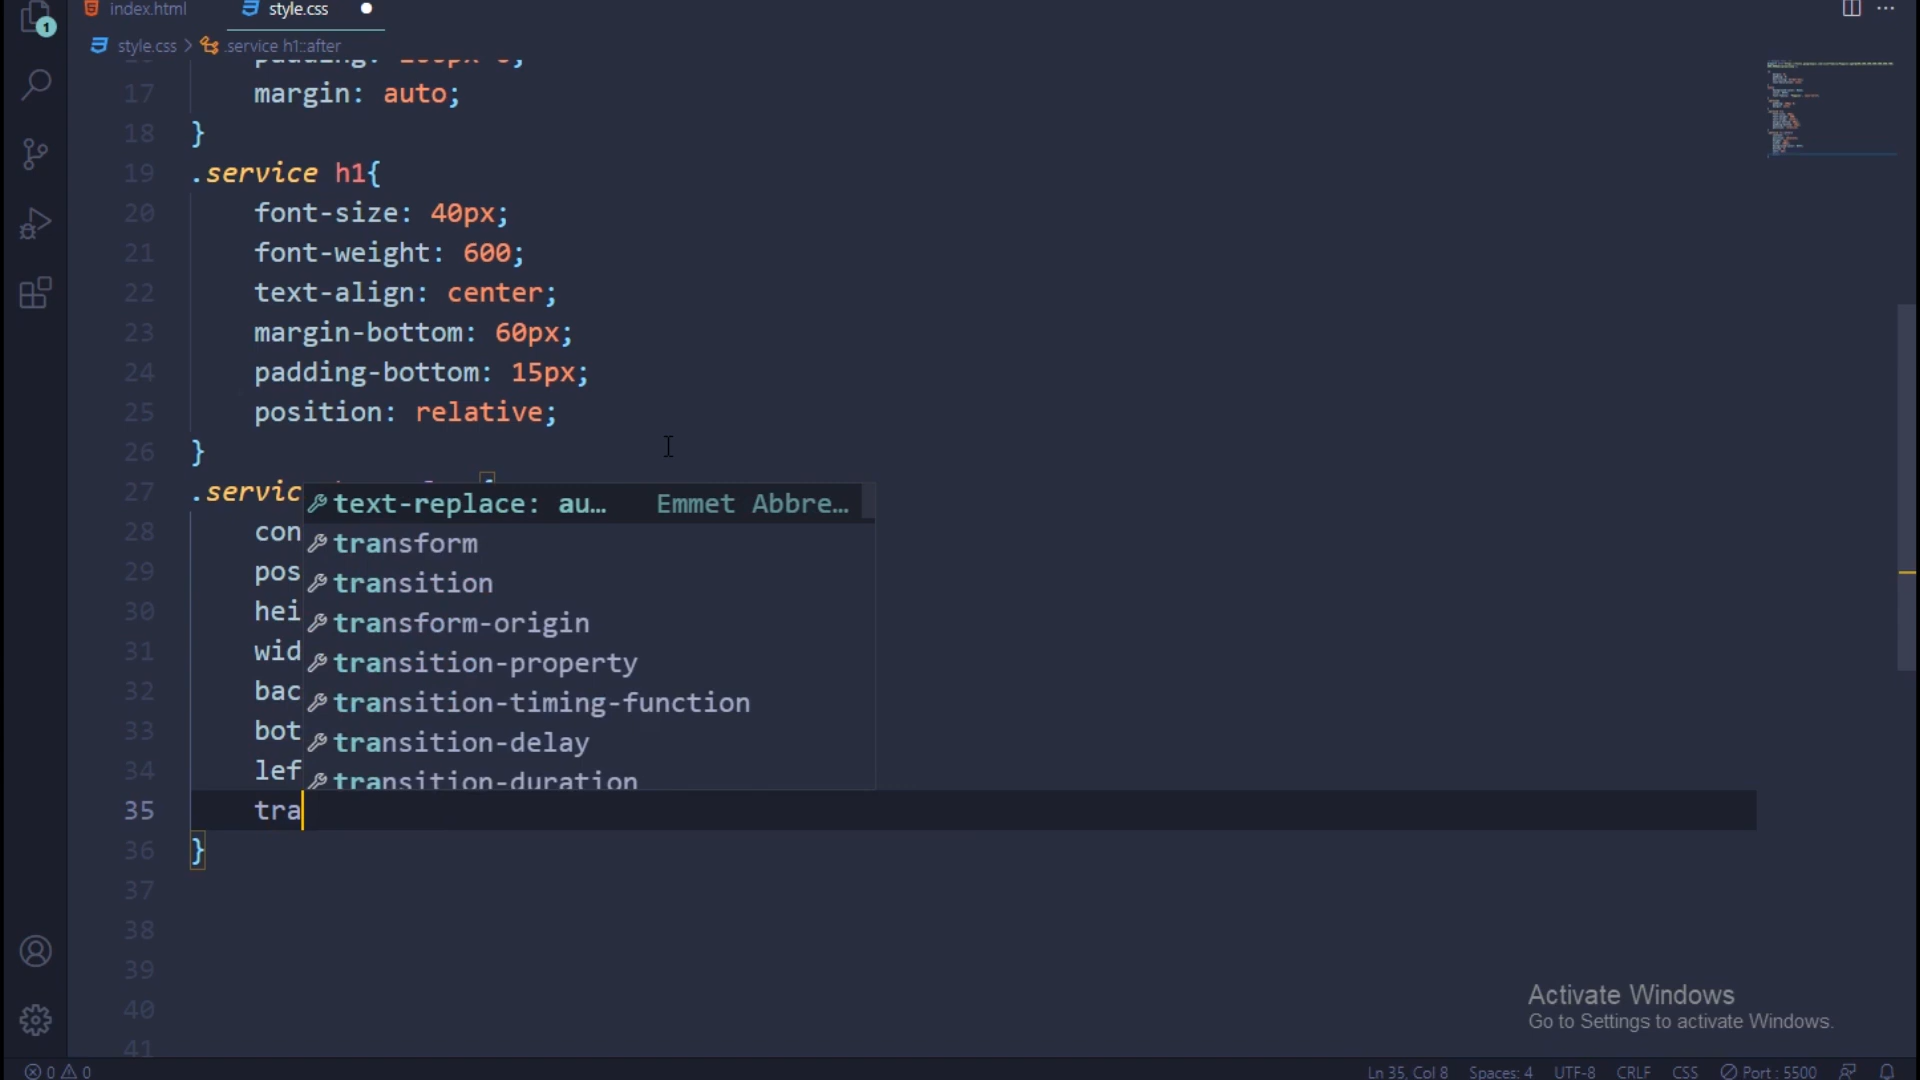 1
index.html
style.css
style.css > .service h1::after
17 margin: auto;
18 }
19 .service h1{
20 font-size: 40px;
21 font-weight: 600;
22 text-align: center;
23 margin-bottom: 60px;
24 padding-bottom: 15px;
25 position: relative;
26 }
27 .servic
text-replace: au… Emmet Abbre…
28 con
transform
29 pos
transition
30 hei
transform-origin
31 wid
transition-property
32 bac
transition-timing-function
33 bot
transition-delay
34 lef
transition-duration
35 tra
36 }
37
38
39
40
41
Activate Windows
Go to Settings to activate Windows.
0 0
Ln 35, Col 8 Spaces: 4 UTF-8 CRLF CSS Port : 5500